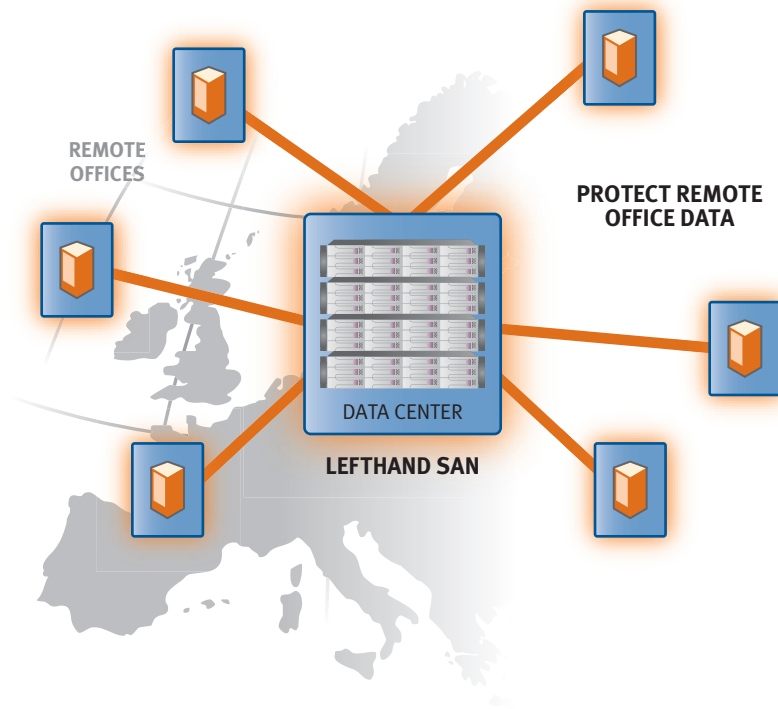 REMOTE
OFFICES
PROTECT REMOTE
OFFICE DATA
DATA CENTER
LEFTHAND SAN